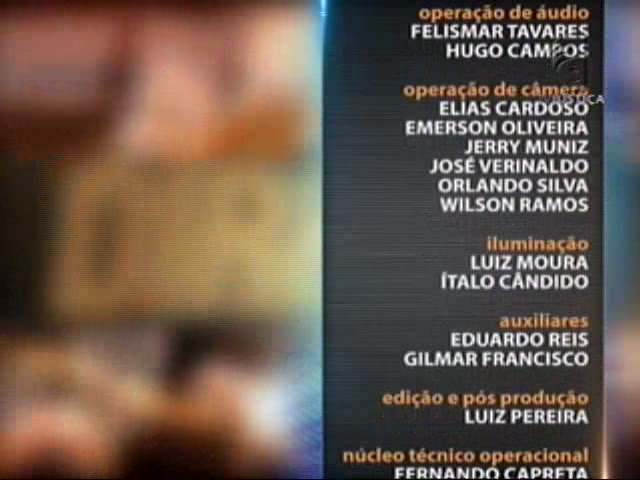 operação de áudio
FELISMAR TAVARES
HUGO CAMPOS
operação de câmera
ELIAS CARDOSO
EMERSON OLIVEIRA
JERRY MUNIZ
JOSÉ VERINALDO
ORLANDO SILVA
WILSON RAMOS
iluminação
LUIZ MOURA
ÍTALO CÂNDIDO
auxiliares
EDUARDO REIS
GILMAR FRANCISCO
edição e pós produção
LUIZ PEREIRA
núcleo técnico operacional
FERNANDO CAPRETA